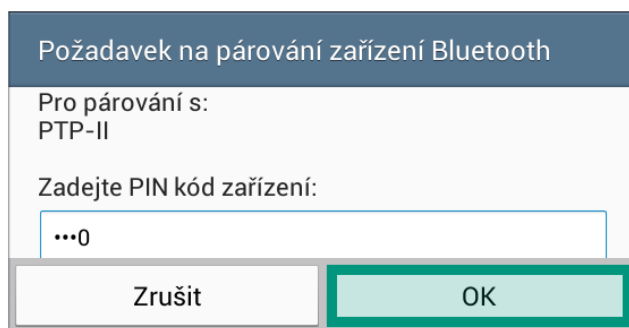 Požadavek na párování zařízení Bluetooth
Pro párování s:
PTP-II
Zadejte PIN kód zařízení:
•••0
Zrušit
OK